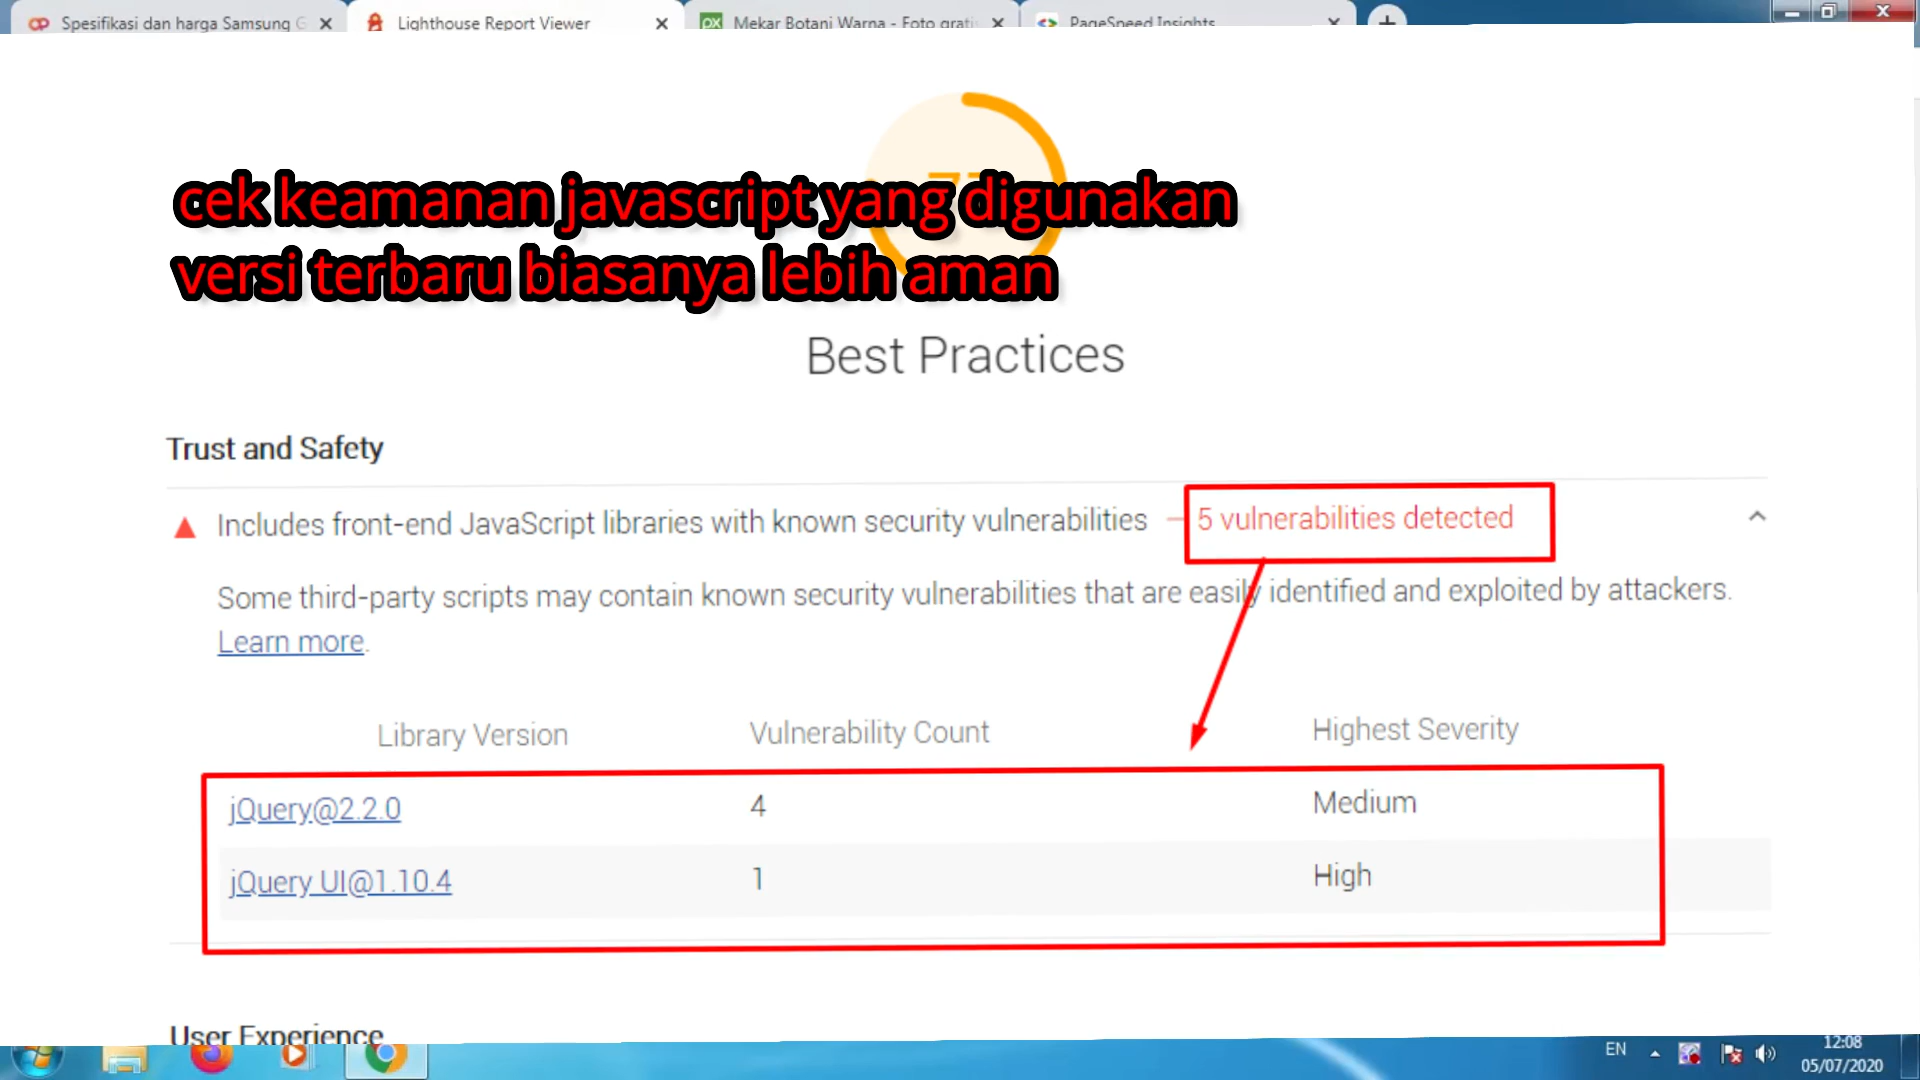 Spesifikasi dan harga Samsung G
Lighthouse Report Viewer
Mekar Botani Warna - Foto grati
PageSpeed Insights
cek keamanan javascript yang digunakan
versi terbaru biasanya lebih aman
Best Practices
Trust and Safety
Includes front-end JavaScript libraries with known security vulnerabilities — 5 vulnerabilities detected
Some third-party scripts may contain known security vulnerabilities that are easily identified and exploited by attackers.
Learn more.
Library Version Vulnerability Count Highest Severity
jQuery@2.2.0 4 Medium
jQuery UI@1.10.4 1 High
User Experience
EN
12:08
05/07/2020